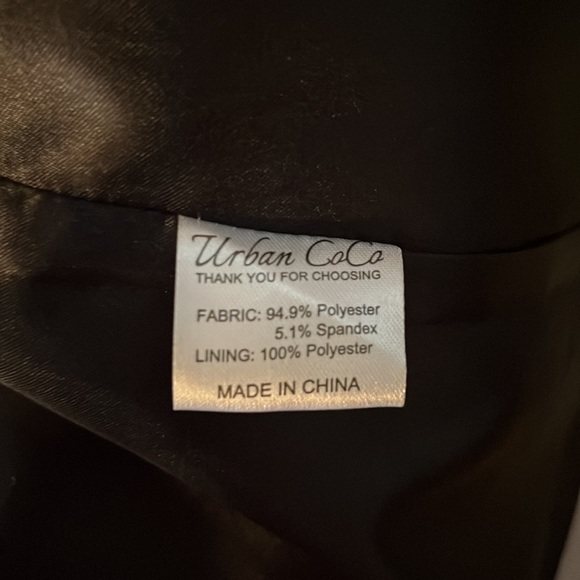 Urban CoCo
THANK YOU FOR CHOOSING
FABRIC: 94.9% Polyester
5.1% Spandex
LINING: 100% Polyester
MADE IN CHINA